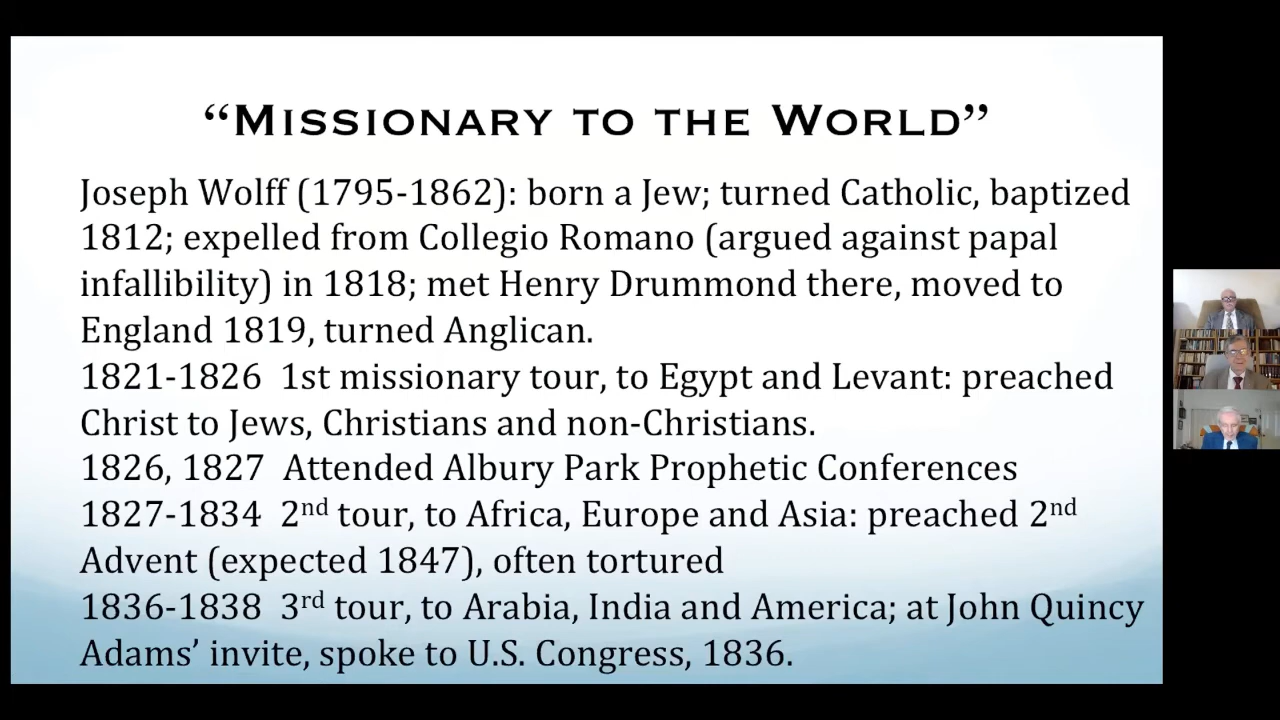 “MISSIONARY TO THE WORLD”
Joseph Wolff (1795-1862): born a Jew; turned Catholic, baptized
1812; expelled from Collegio Romano (argued against papal
infallibility) in 1818; met Henry Drummond there, moved to
England 1819, turned Anglican.
1821-1826 1st missionary tour, to Egypt and Levant: preached
Christ to Jews, Christians and non-Christians.
1826, 1827 Attended Albury Park Prophetic Conferences
1827-1834 2nd tour, to Africa, Europe and Asia: preached 2nd
Advent (expected 1847), often tortured
1836-1838 3rd tour, to Arabia, India and America; at John Quincy
Adams’ invite, spoke to U.S. Congress, 1836.